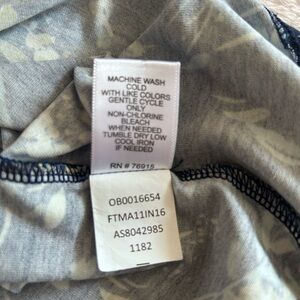 MACHINE WASH
COLD
WITH LIKE COLORS
GENTLE CYCLE
ONLY
NON-CHLORINE
BLEACH
WHEN NEEDED
TUMBLE DRY LOW
COOL IRON
IF NEEDED
RN # 76918
OB0016654
FTMA11IN16
AS8042985
1182